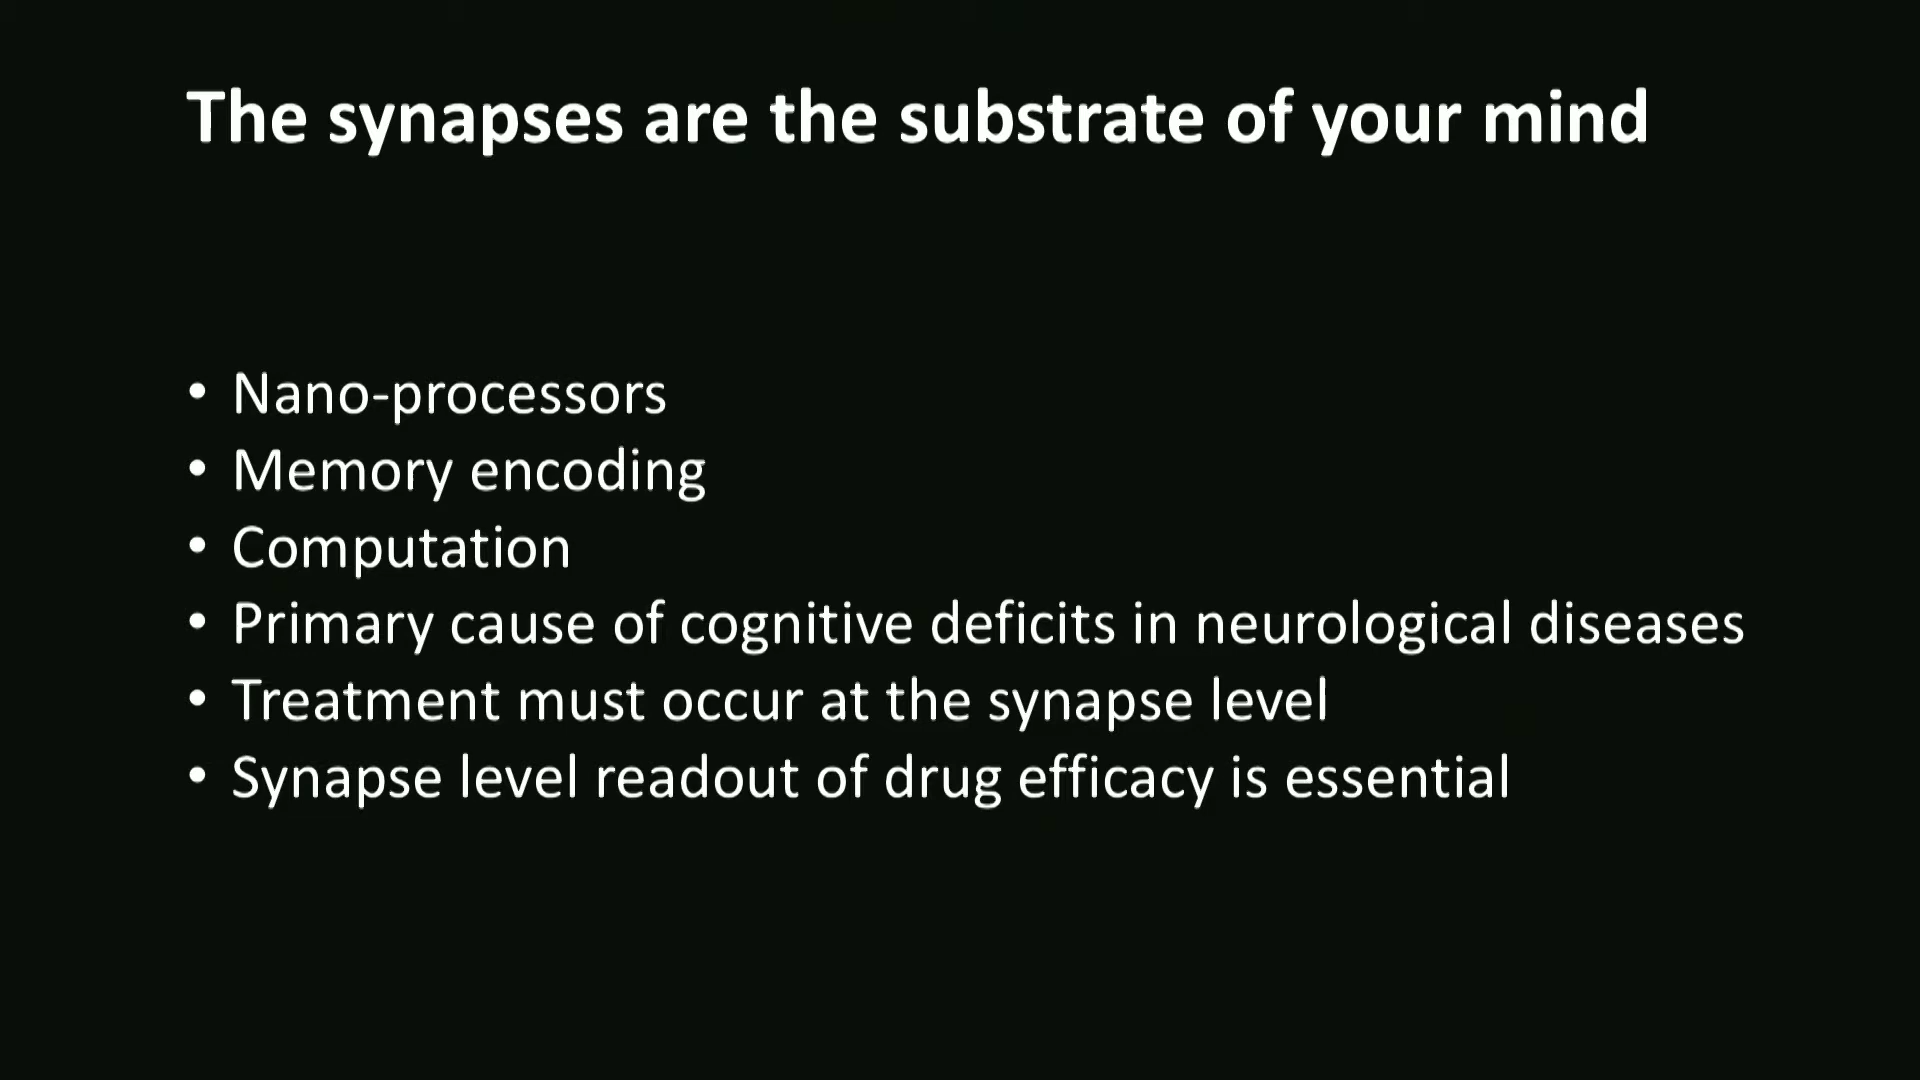 The synapses are the substrate of your mind
• Nano-processors
• Memory encoding
• Computation
• Primary cause of cognitive deficits in neurological diseases
• Treatment must occur at the synapse level
• Synapse level readout of drug efficacy is essential